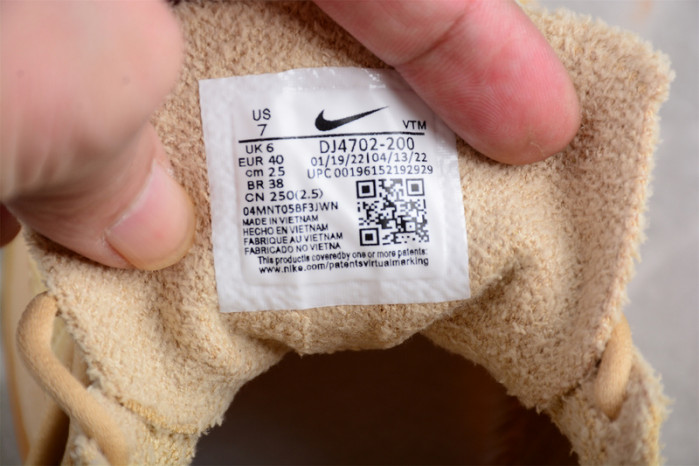 US
7
VTM
UK 6
DJ4702-200
EUR 40
01/19/22|04/13/22
cm 25
UPC 00196152192929
BR 38
CN 250(2.5)
04MNT05BF3JWN
MADE IN VIETNAM
HECHO EN VIETNAM
FABRIQUE AU VIETNAM
FABRICADO NO VIETNA
This product is covered by one or more patents:
www.nike.com/patentsvirtualmarking